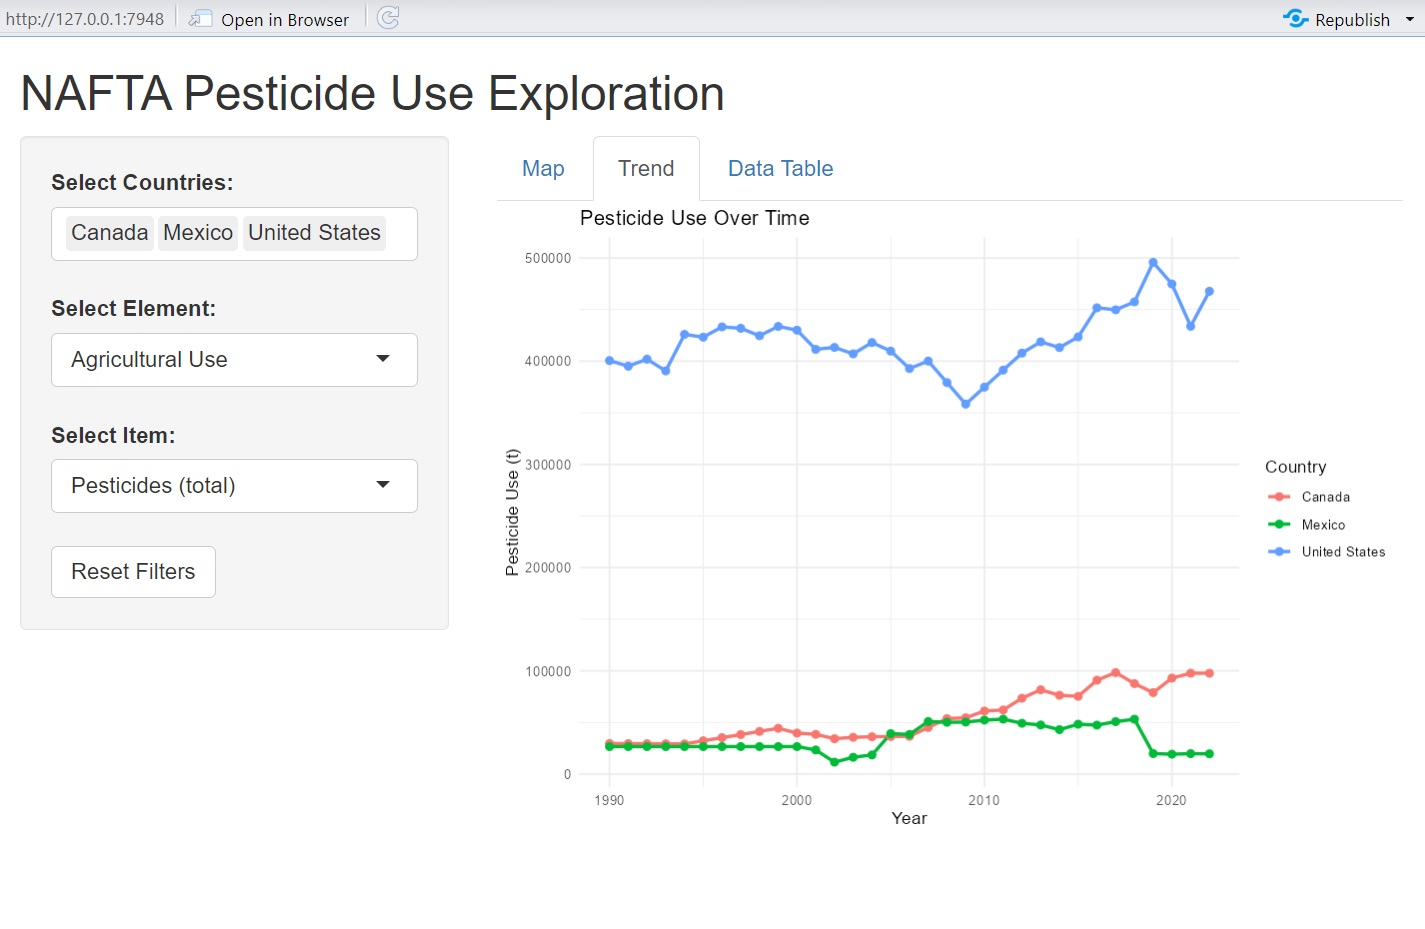 http://127.0.0.1:7948 Open in Browser Republish
NAFTA Pesticide Use Exploration
Select Countries:
Canada Mexico United States
Select Element:
Agricultural Use
Select Item:
Pesticides (total)
Reset Filters
Map Trend Data Table
Pesticide Use Over Time
Pesticide Use (t)
500000
400000
300000
200000
100000
0
1990 2000 2010 2020
Year
Country
Canada
Mexico
United States